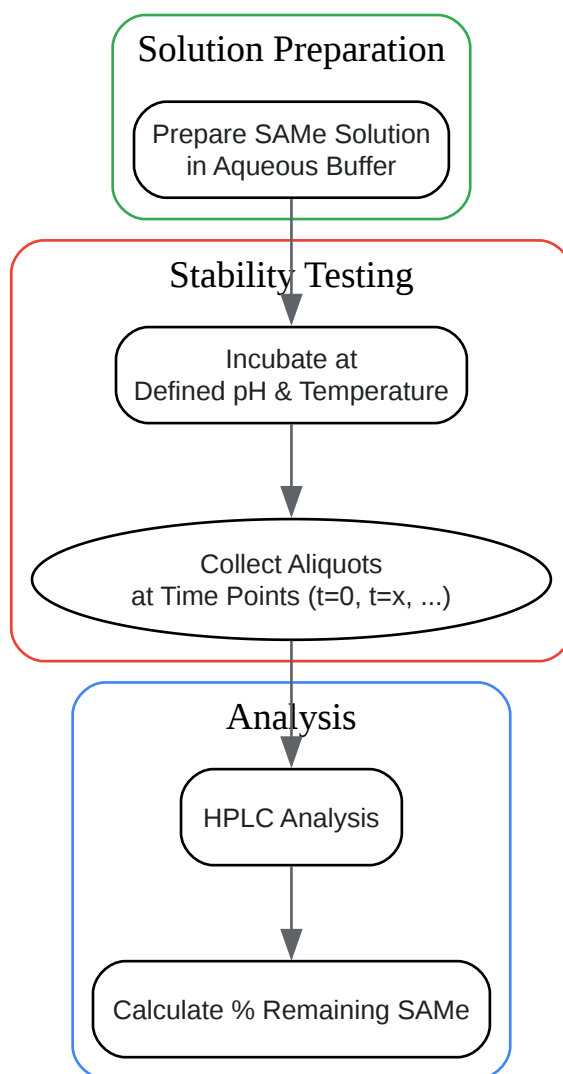 Solution Preparation
Prepare SAMe Solution
in Aqueous Buffer
Stability Testing
Incubate at
Defined pH & Temperature
Collect Aliquots
at Time Points (t=0, t=x, ...)
Analysis
HPLC Analysis
Calculate % Remaining SAMe